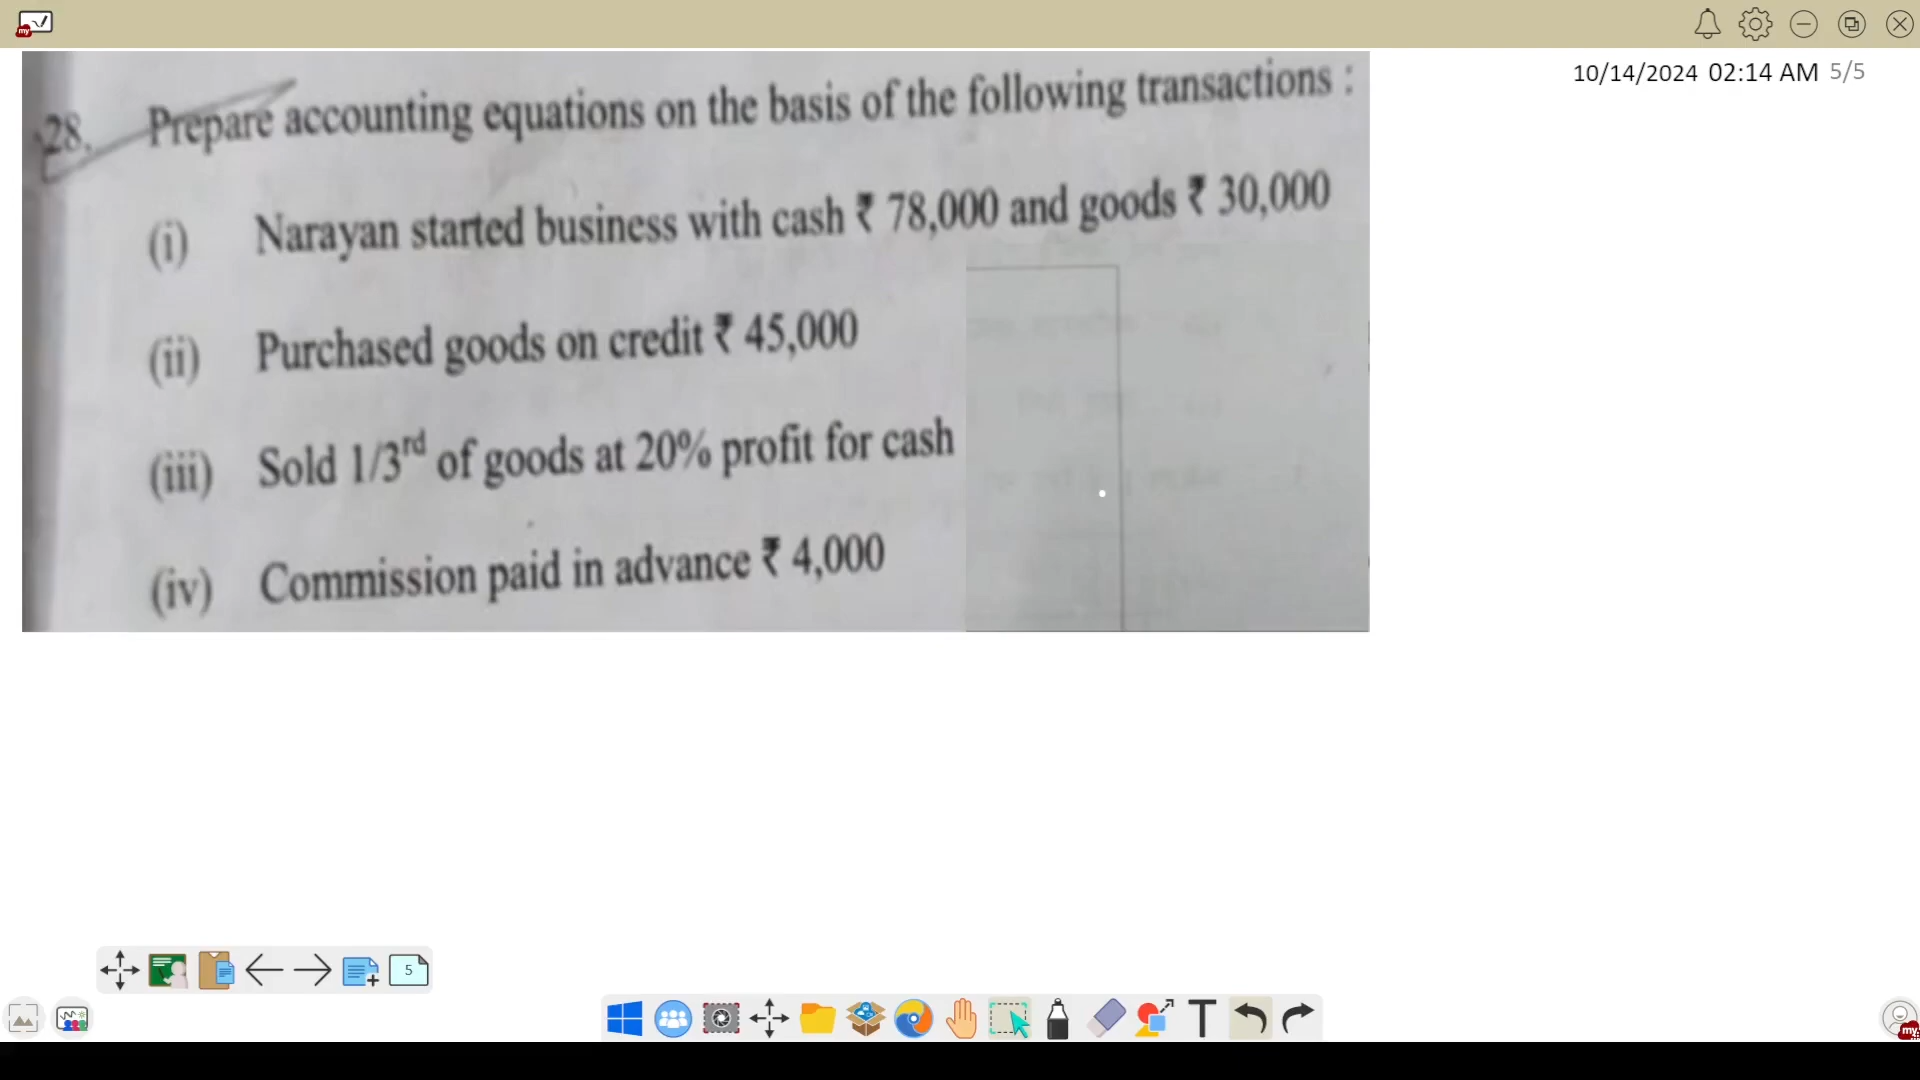 10/14/2024 02:14 AM 5/5
28. Prepare accounting equations on the basis of the following transactions :
(i) Narayan started business with cash ₹ 78,000 and goods ₹ 30,000
(ii) Purchased goods on credit ₹ 45,000
(iii) Sold 1/3rd of goods at 20% profit for cash
(iv) Commission paid in advance ₹ 4,000
5
my
my